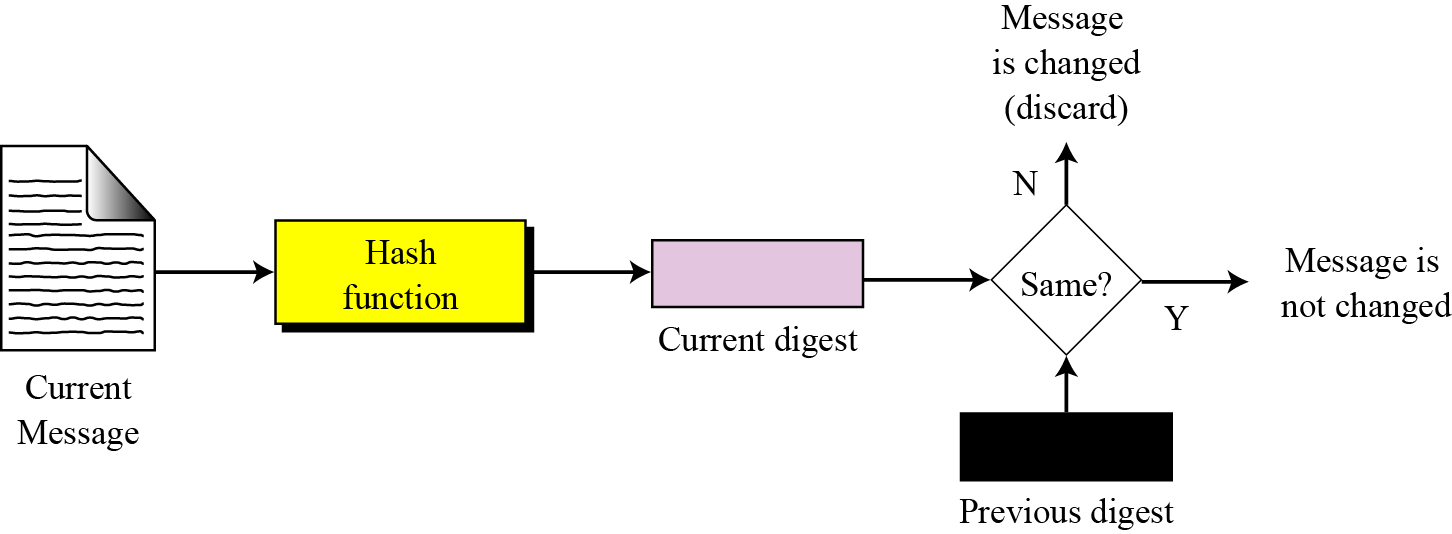 Message
is changed
(discard)
N
Hash
function
Same?
Message is
not changed
Y
Current digest
Current
Message
Previous digest